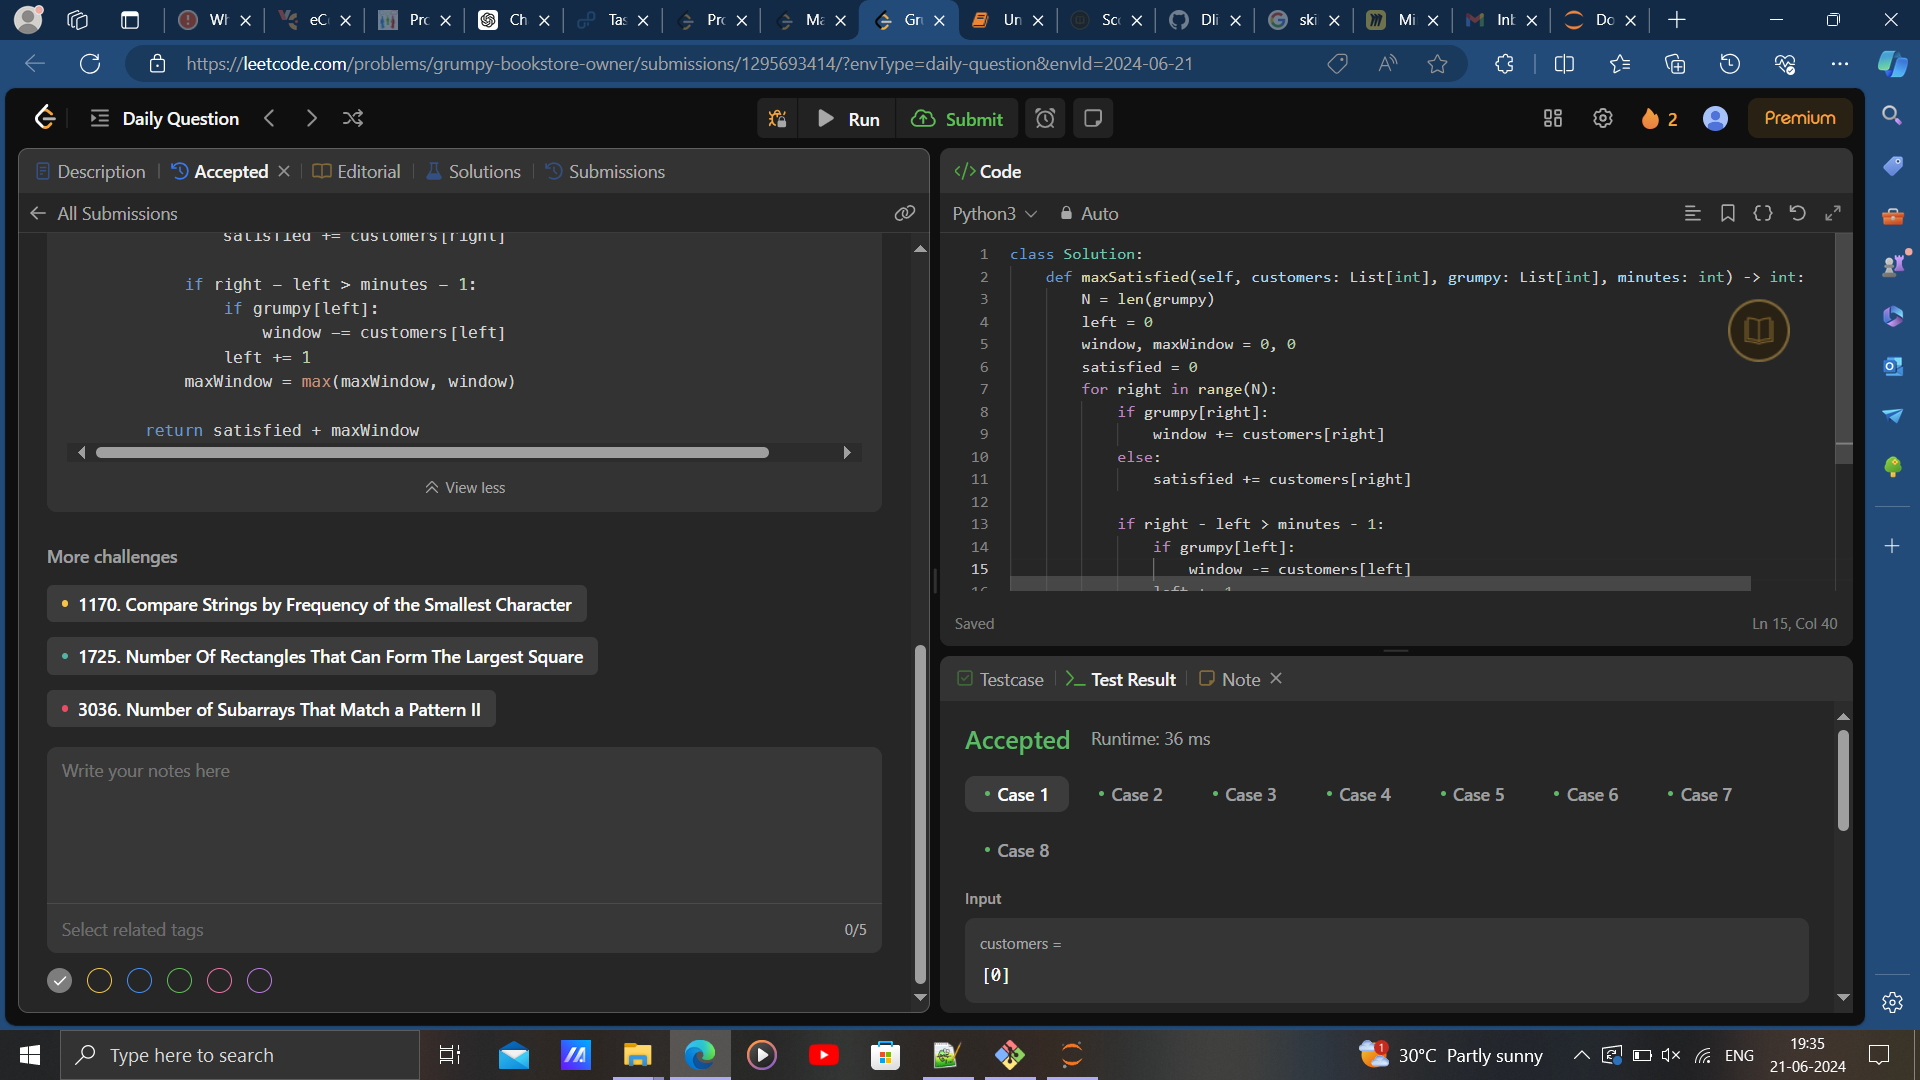 Wh
eC
Pro
Ch
Tas
Pro
Ma
Gru
Un
Sco
Dli
ski
Mi
Inb
Do
https://leetcode.com/problems/grumpy-bookstore-owner/submissions/1295693414/?envType=daily-question&envId=2024-06-21
Daily Question
Run
Submit
2
Premium
Description
Accepted
Editorial
Solutions
Submissions
All Submissions
satisfied += customers[right]
if right - left > minutes - 1:
if grumpy[left]:
window -= customers[left]
left += 1
maxWindow = max(maxWindow, window)
return satisfied + maxWindow
View less
More challenges
1170. Compare Strings by Frequency of the Smallest Character
1725. Number Of Rectangles That Can Form The Largest Square
3036. Number of Subarrays That Match a Pattern II
Write your notes here
Select related tags
0/5
</> Code
Python3
Auto
1 class Solution:
2 def maxSatisfied(self, customers: List[int], grumpy: List[int], minutes: int) -> int:
3 N = len(grumpy)
4 left = 0
5 window, maxWindow = 0, 0
6 satisfied = 0
7 for right in range(N):
8 if grumpy[right]:
9 window += customers[right]
10 else:
11 satisfied += customers[right]
12
13 if right - left > minutes - 1:
14 if grumpy[left]:
15 window -= customers[left]
16 left += 1
Saved
Ln 15, Col 40
Testcase
Test Result
Note
Accepted
Runtime: 36 ms
Case 1
Case 2
Case 3
Case 4
Case 5
Case 6
Case 7
Case 8
Input
customers =
[0]
Type here to search
1
30°C Partly sunny
ENG
19:35
21-06-2024